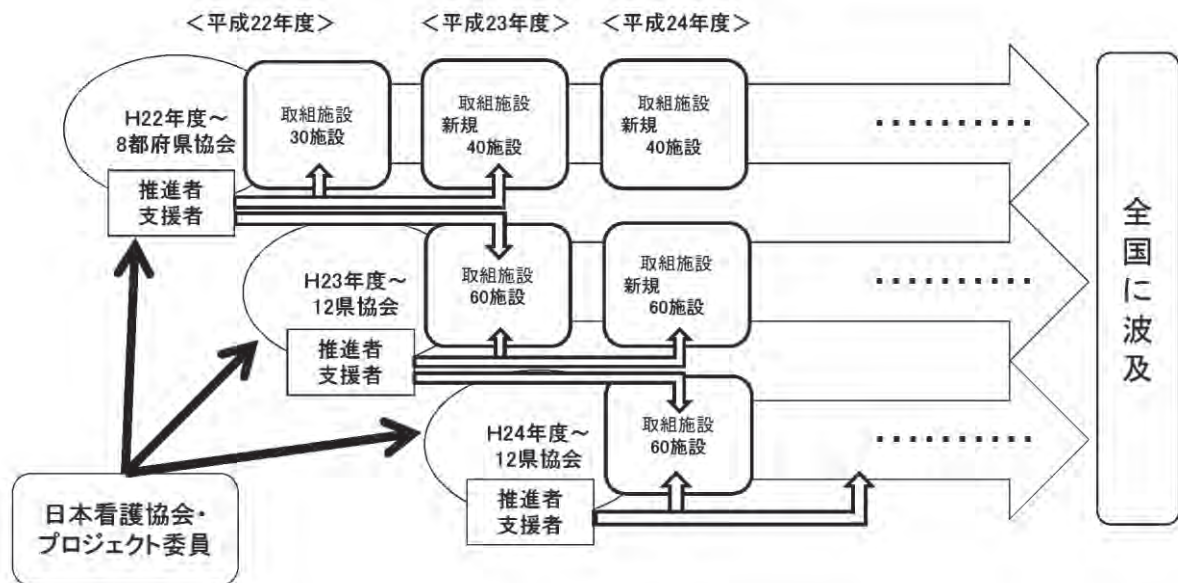 ＜平成22年度＞
＜平成23年度＞
＜平成24年度＞
H22年度～
8都府県協会
推進者
支援者
取組施設
30施設
取組施設
新規
40施設
取組施設
新規
40施設
H23年度～
12県協会
推進者
支援者
取組施設
60施設
取組施設
新規
60施設
H24年度～
12県協会
推進者
支援者
取組施設
60施設
日本看護協会・
プロジェクト委員
全国に波及